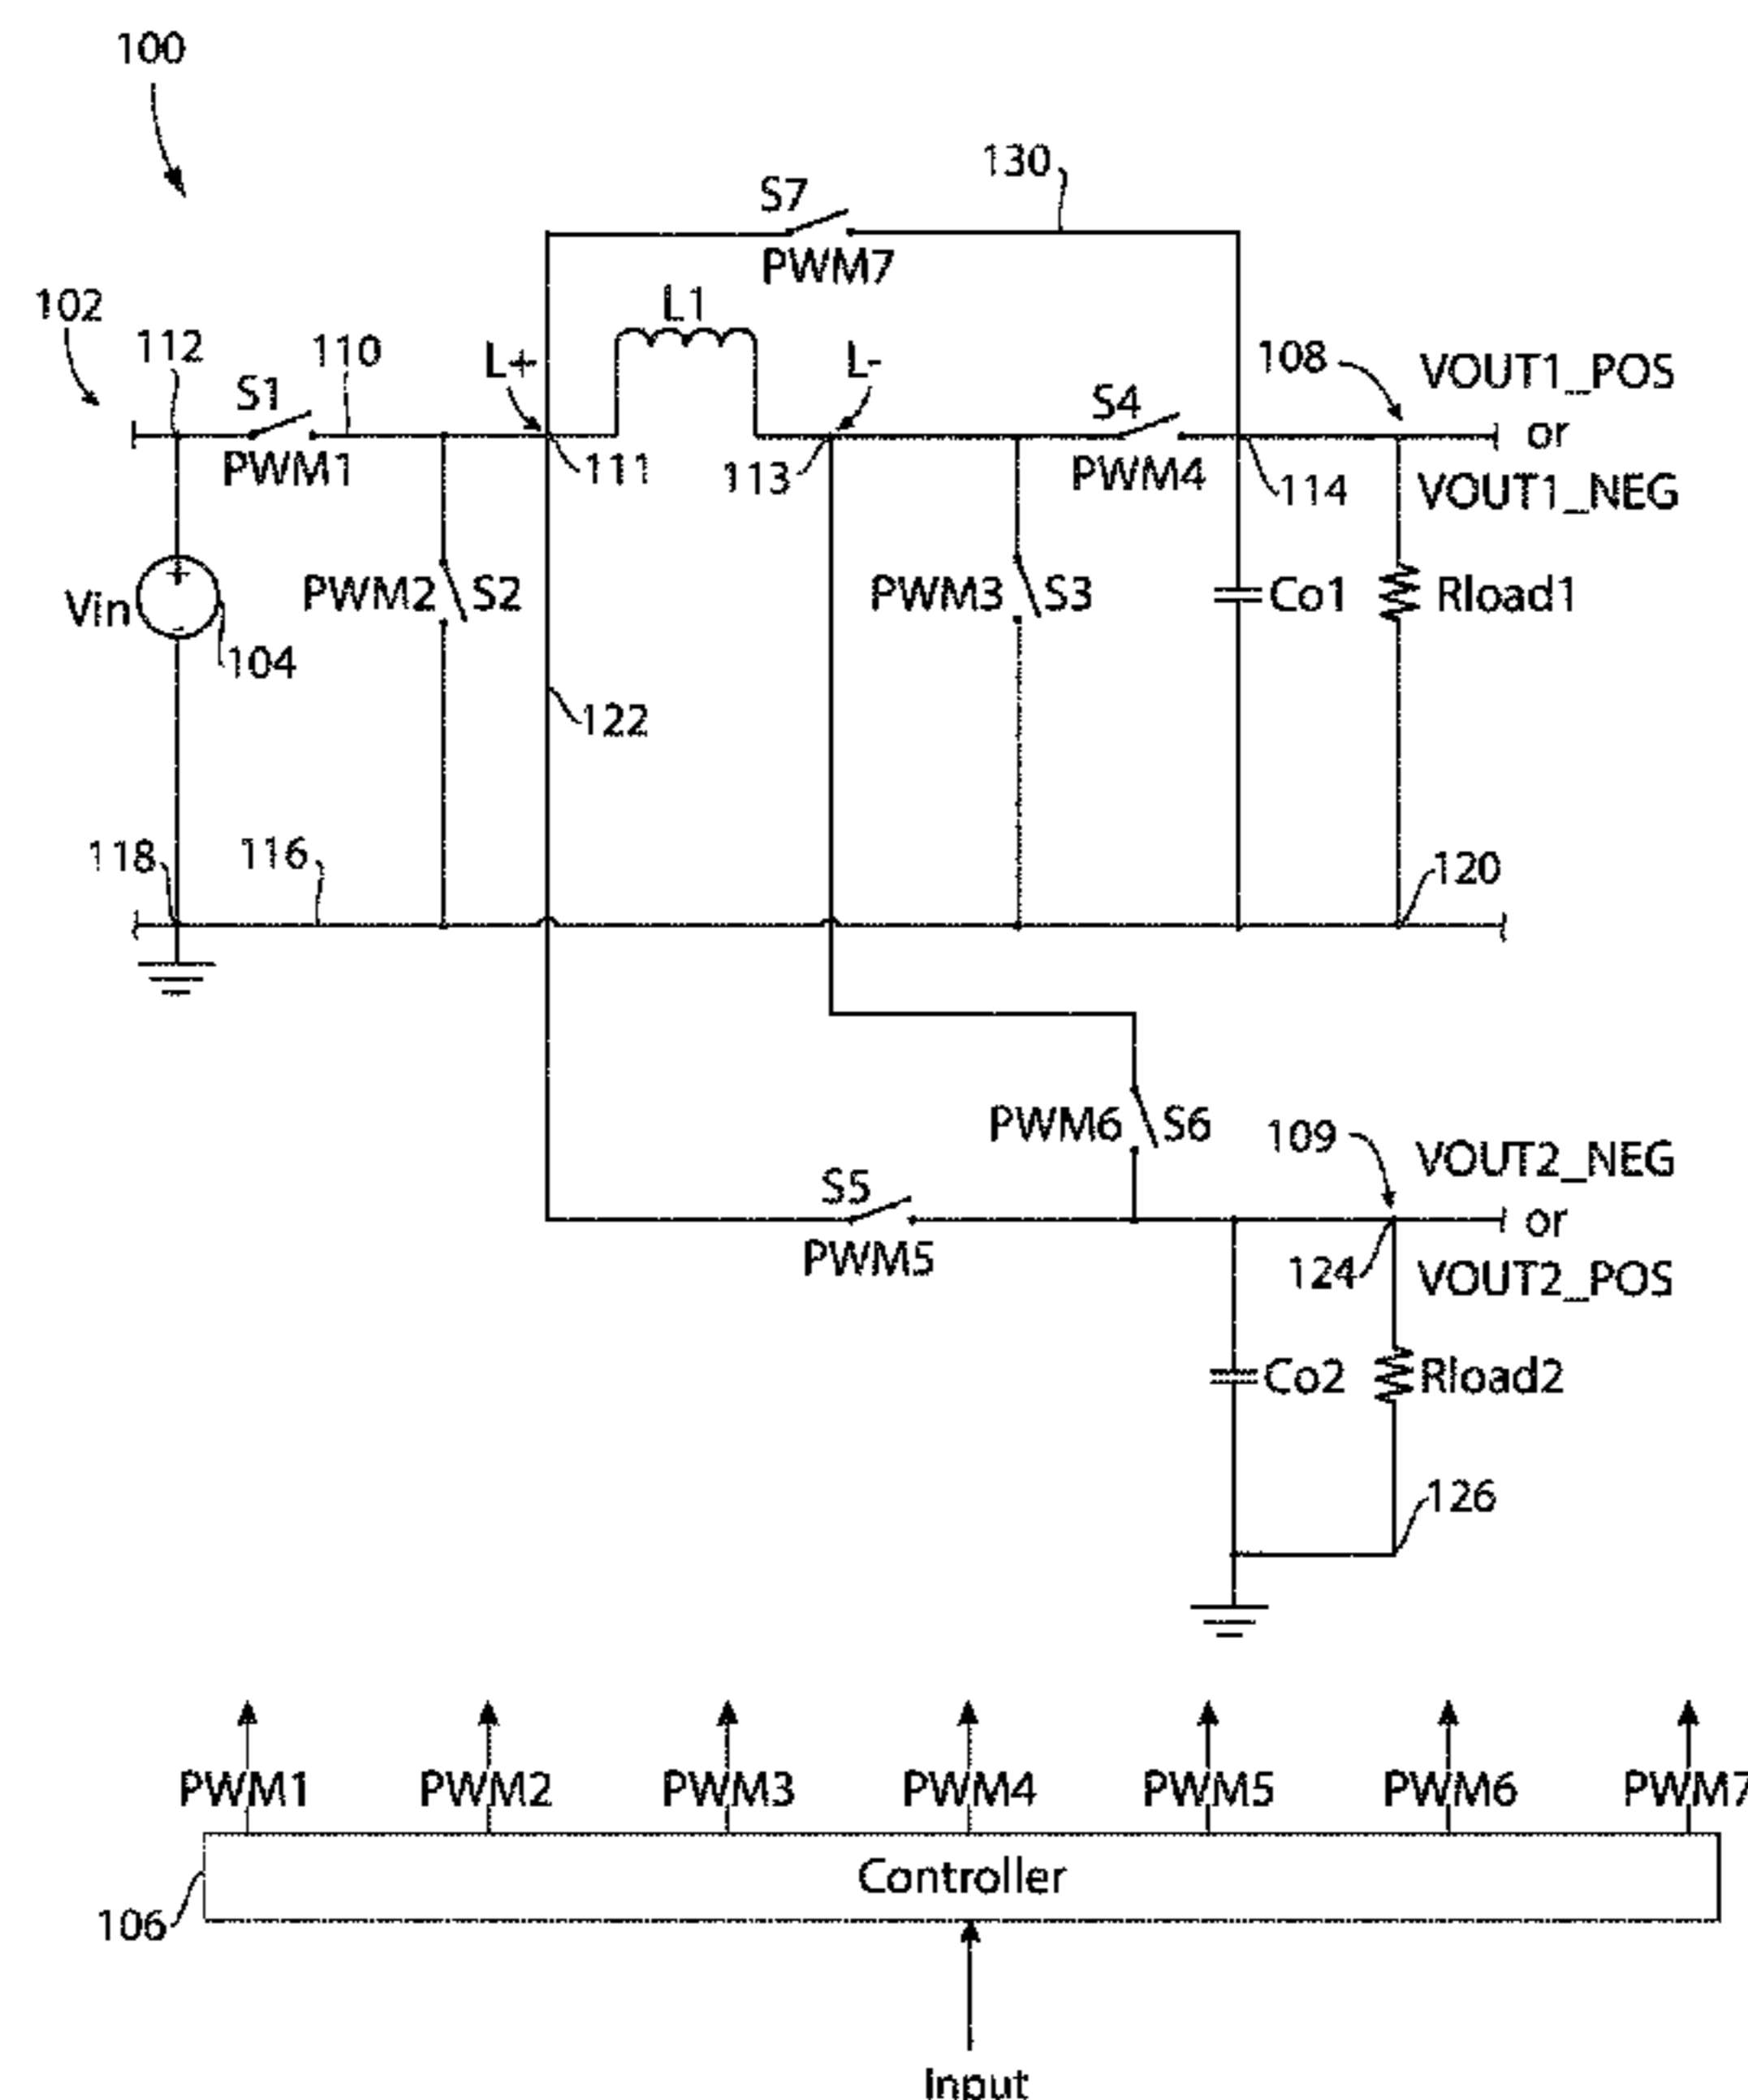 100
130
S7
PWM7
102
112
110
L1
L+
L-
108
VOUT1_POS
or
VOUT1_NEG
S1
PWM1
111
113
S4
PWM4
114
Vin
+
-
104
PWM2
S2
PWM3
S3
Co1
Rload1
122
118
116
120
PWM6
S6
109
VOUT2_NEG
or
VOUT2_POS
S5
PWM5
124
Co2
Rload2
126
PWM1
PWM2
PWM3
PWM4
PWM5
PWM6
PWM7
Controller
106
Input